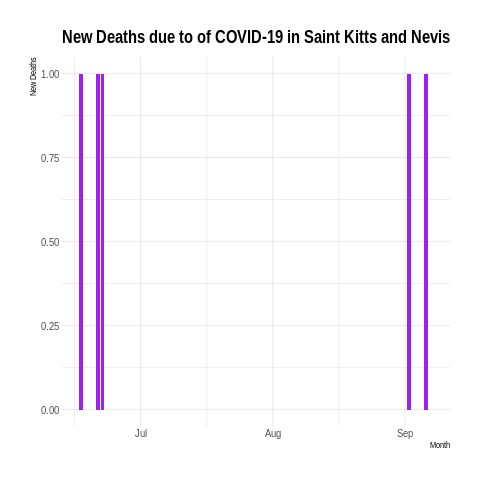 New Deaths due to of COVID-19 in Saint Kitts and Nevis
New Deaths
1.00
0.75
0.50
0.25
0.00
Jul
Aug
Sep
Month